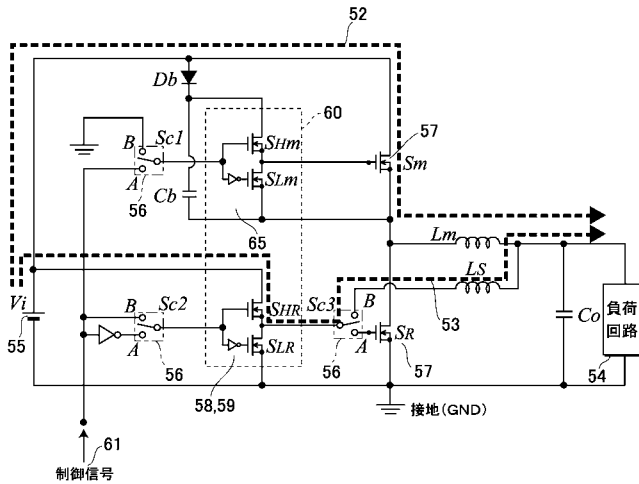 52
Db
60
B
Sc1
SHm
57
Sm
A
56
SLm
Cb
65
Lm
LS
Vi
55
B
Sc2
A
56
SHR
SLR
58,59
Sc3
B
A
56
53
SR
57
Co
負荷
回路
54
接地(GND)
61
制御信号